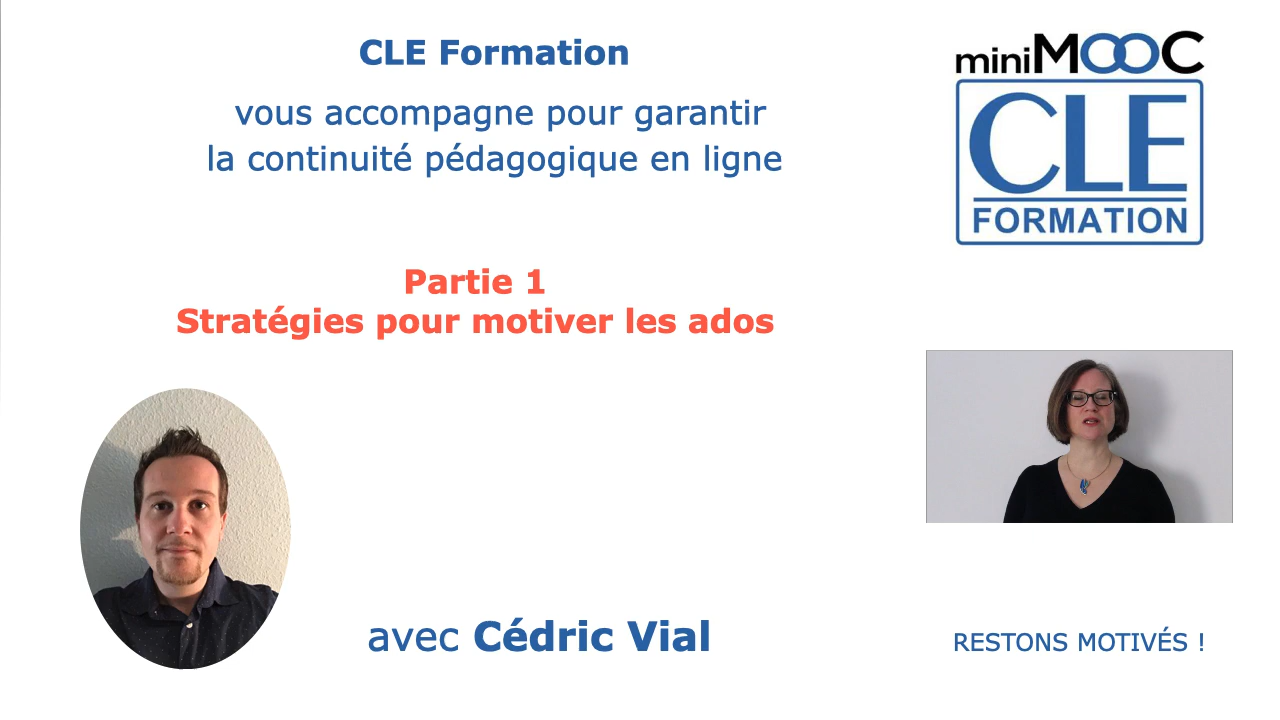 CLE Formation
vous accompagne pour garantir
la continuité pédagogique en ligne
miniMOOC
CLE
FORMATION
Partie 1
Stratégies pour motiver les ados
avec Cédric Vial
RESTONS MOTIVÉS !